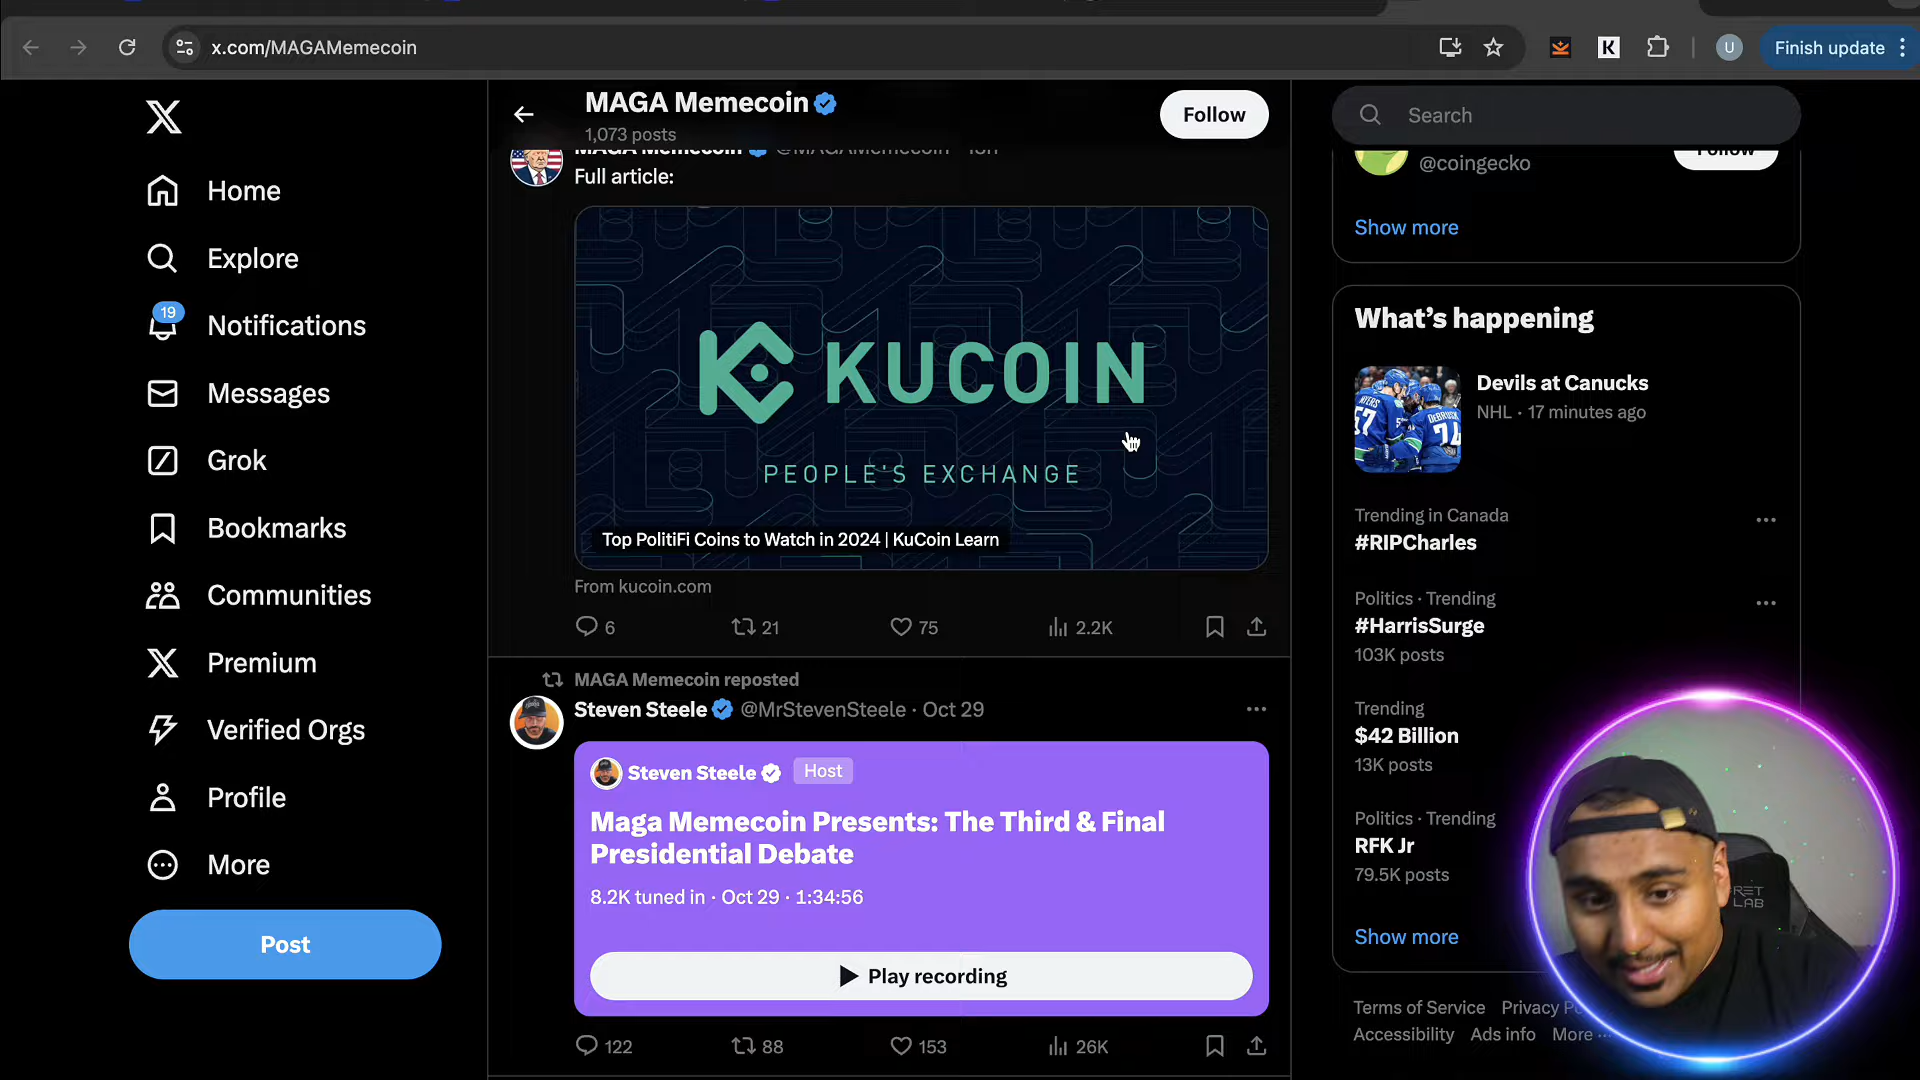 x.com/MAGAMemecoin
U
Finish update
Home
Explore
19
Notifications
Messages
Grok
Bookmarks
Communities
Premium
Verified Orgs
Profile
More
Post
MAGA Memecoin
1,073 posts
Follow
MAGA Memecoin @MAGAMemecoin · 13h
Full article:
KUCOIN
PEOPLE'S EXCHANGE
Top PolitiFi Coins to Watch in 2024 | KuCoin Learn
From kucoin.com
6 21 75 2.2K
MAGA Memecoin reposted
Steven Steele @MrStevenSteele · Oct 29
Steven Steele Host
Maga Memecoin Presents: The Third & Final
Presidential Debate
8.2K tuned in · Oct 29 · 1:34:56
Play recording
122 88 153 26K
Search
@coingecko
Follow
Show more
What's happening
Devils at Canucks
NHL · 17 minutes ago
Trending in Canada
#RIPCharles
Politics · Trending
#HarrisSurge
103K posts
Trending
$42 Billion
13K posts
Politics · Trending
RFK Jr
79.5K posts
Show more
Terms of Service Privacy
Accessibility Ads info More ...